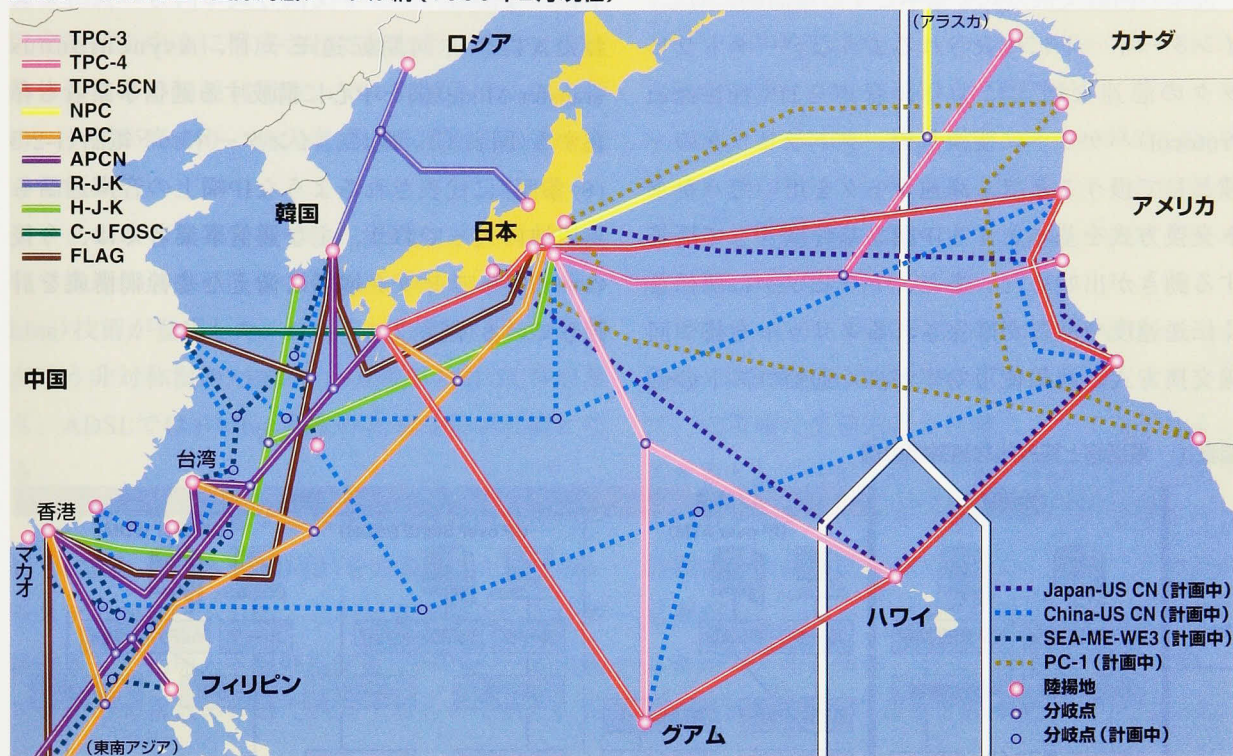 TPC-3
TPC-4
TPC-5CN
NPC
APC
APCN
R-J-K
H-J-K
C-J FOSC
FLAG
ロシア
(アラスカ)
カナダ
韓国
日本
アメリカ
中国
台湾
香港
マカオ
ハワイ
フィリピン
グアム
(東南アジア)
Japan-US CN(計画中)
China-US CN(計画中)
SEA-ME-WE3(計画中)
PC-1(計画中)
陸揚地
分岐点
分岐点(計画中)